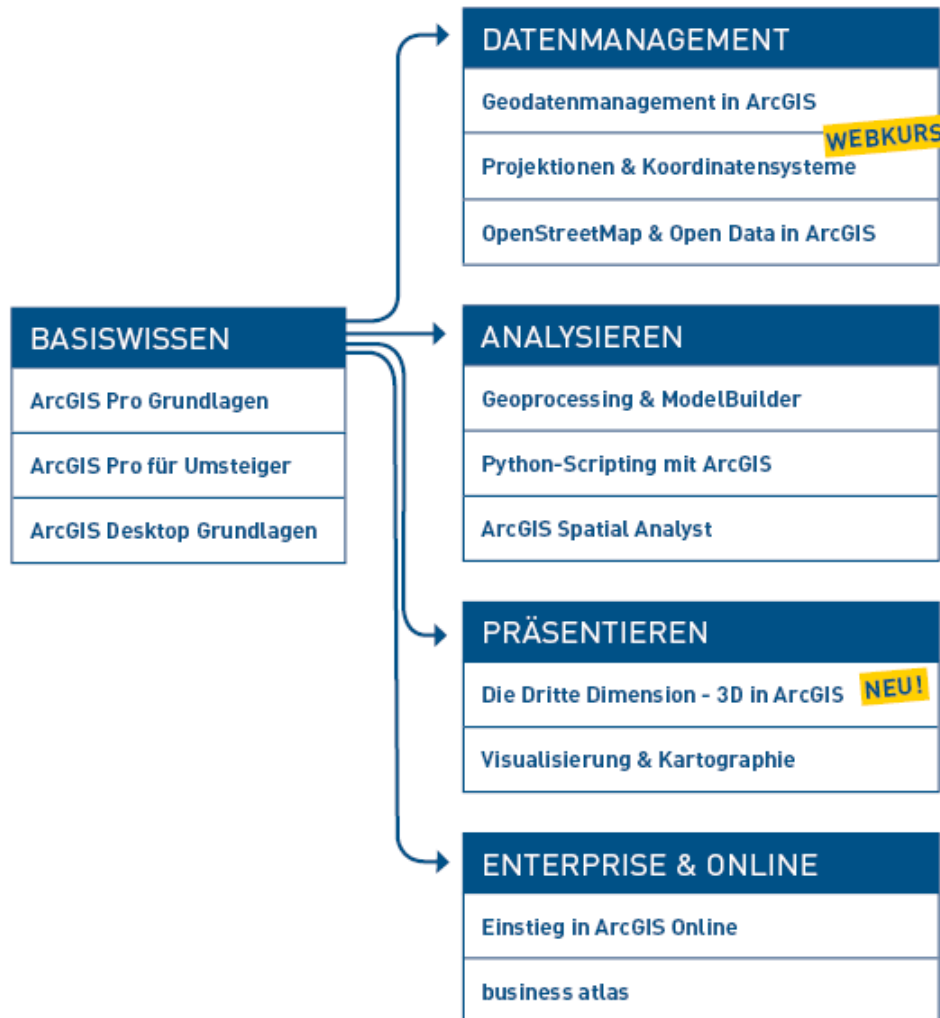 DATENMANAGEMENT
Geodatenmanagement in ArcGIS
WEBKURS
Projektionen & Koordinatensysteme
OpenStreetMap & Open Data in ArcGIS
BASISWISSEN
ArcGIS Pro Grundlagen
ArcGIS Pro für Umsteiger
ArcGIS Desktop Grundlagen
ANALYSIEREN
Geoprocessing & ModelBuilder
Python-Scripting mit ArcGIS
ArcGIS Spatial Analyst
PRÄSENTIEREN
Die Dritte Dimension - 3D in ArcGIS
NEU!
Visualisierung & Kartographie
ENTERPRISE & ONLINE
Einstieg in ArcGIS Online
business atlas